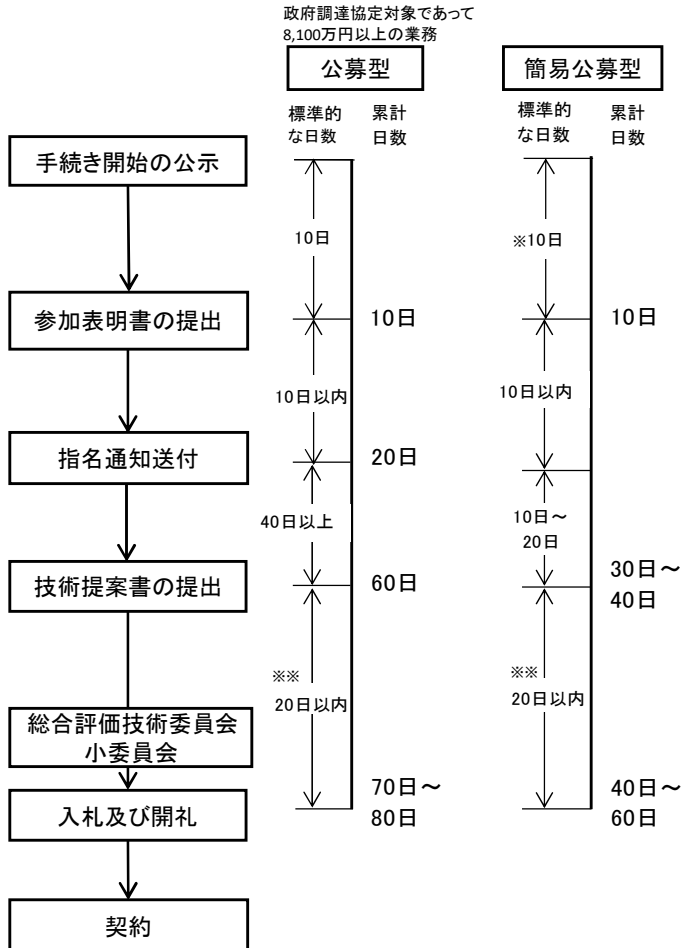 政府調達協定対象であって
8,100万円以上の業務
公募型
簡易公募型
標準的
な日数
累計
日数
標準的
な日数
累計
日数
手続き開始の公示
10日
※10日
参加表明書の提出
10日
10日
10日以内
10日以内
指名通知送付
20日
40日以上
10日～
20日
技術提案書の提出
60日
30日～
40日
※※
20日以内
※※
20日以内
総合評価技術委員会
小委員会
入札及び開札
70日～
80日
40日～
60日
契約